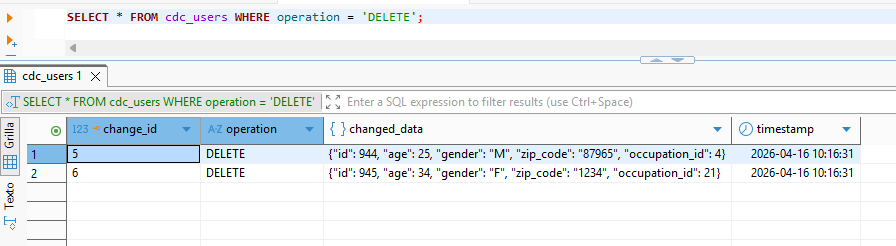 SELECT * FROM cdc_users WHERE operation = 'DELETE';
cdc_users 1
SELECT * FROM cdc_users WHERE operation = 'DELETE' Enter a SQL expression to filter results (use Ctrl+Space)
Grilla
Texto
123 change_id A-Z operation {} changed_data timestamp
1 5 DELETE {"id": 944, "age": 25, "gender": "M", "zip_code": "87965", "occupation_id": 4} 2026-04-16 10:16:31
2 6 DELETE {"id": 945, "age": 34, "gender": "F", "zip_code": "1234", "occupation_id": 21} 2026-04-16 10:16:31